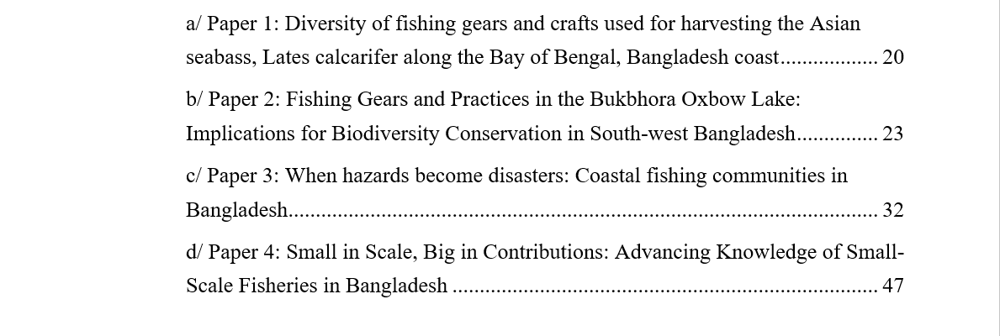 a/ Paper 1: Diversity of fishing gears and crafts used for harvesting the Asian
seabass, Lates calcarifer along the Bay of Bengal, Bangladesh coast.................. 20
b/ Paper 2: Fishing Gears and Practices in the Bukbhora Oxbow Lake:
Implications for Biodiversity Conservation in South-west Bangladesh............... 23
c/ Paper 3: When hazards become disasters: Coastal fishing communities in
Bangladesh............................................................................................................ 32
d/ Paper 4: Small in Scale, Big in Contributions: Advancing Knowledge of Small-
Scale Fisheries in Bangladesh .............................................................................. 47